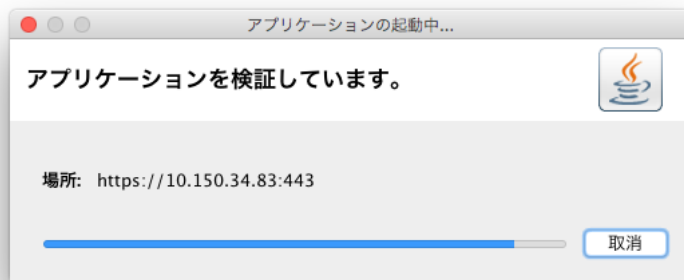 アプリケーションの起動中...
アプリケーションを検証しています。
場所: https://10.150.34.83:443
取消